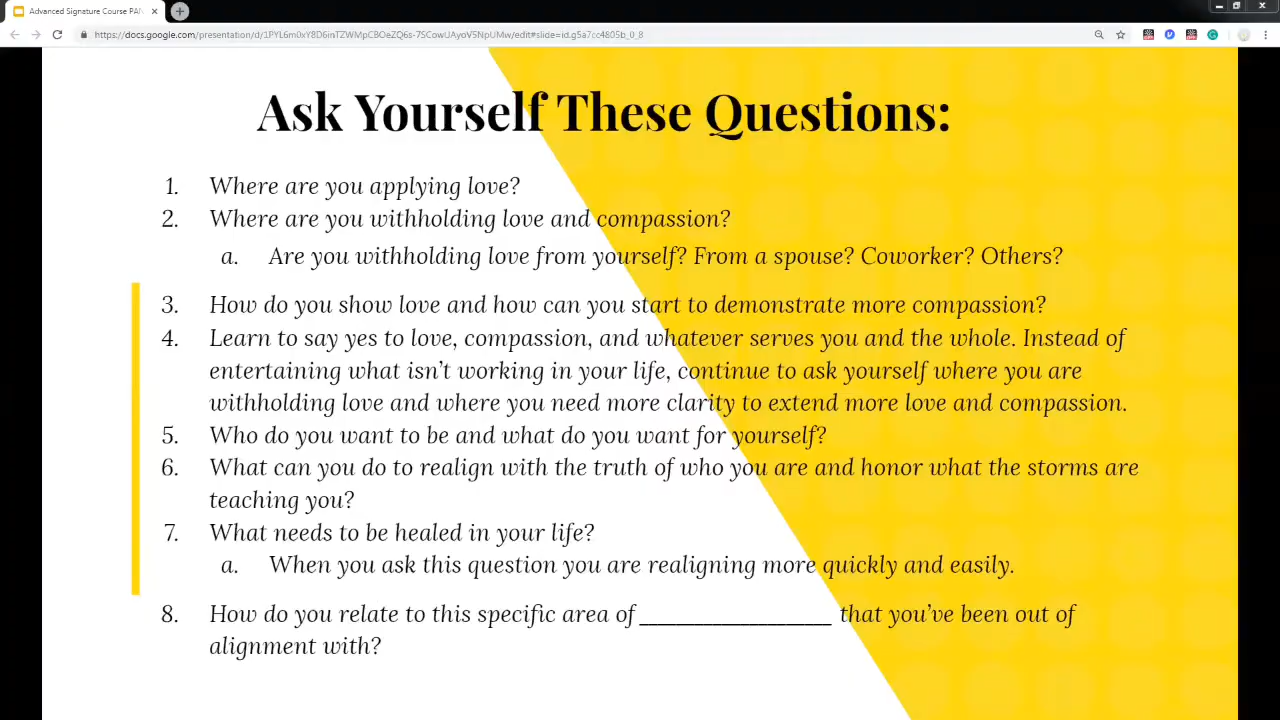 Advanced Signature Course PAN
https://docs.google.com/presentation/d/
Ask Yourself These Questions:
1. Where are you applying love?
2. Where are you withholding love and compassion?
a. Are you withholding love from yourself? From a spouse? Coworker? Others?
3. How do you show love and how can you start to demonstrate more compassion?
4. Learn to say yes to love, compassion, and whatever serves you and the whole. Instead of
entertaining what isn't working in your life, continue to ask yourself where you are
withholding love and where you need more clarity to extend more love and compassion.
5. Who do you want to be and what do you want for yourself?
6. What can you do to realign with the truth of who you are and honor what the storms are
teaching you?
7. What needs to be healed in your life?
a. When you ask this question you are realigning more quickly and easily.
8. How do you relate to this specific area of ________________ that you've been out of
alignment with?